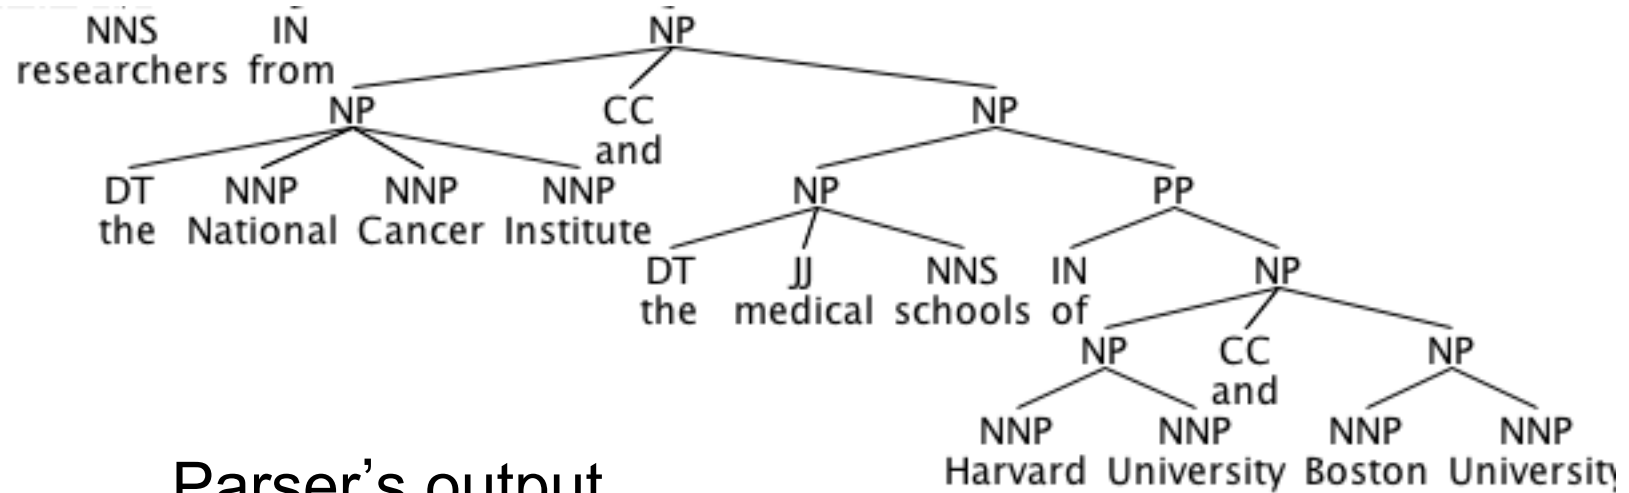 NNS IN NP
researchers from
NP CC NP
and
DT NNP NNP NNP NP PP
the National Cancer Institute
DT JJ NNS IN NP
the medical schools of
NP CC NP
and
NNP NNP NNP NNP
Harvard University Boston University
Parser's output